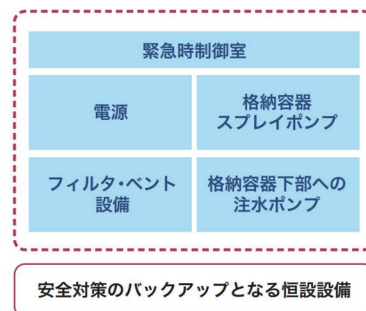 緊急時制御室
電源
格納容器
スプレイポンプ
フィルタ・ベント
設備
格納容器下部への
注水ポンプ
安全対策のバックアップとなる恒設設備